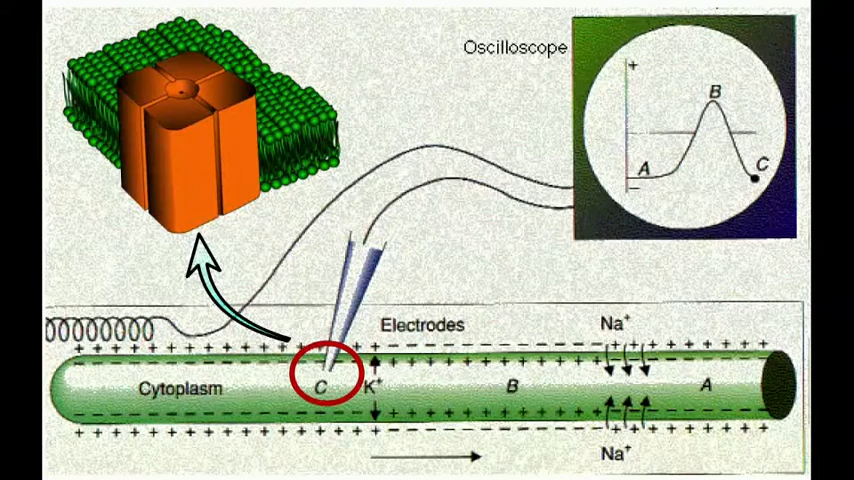 Oscilloscope
+
B
A
C
−
Electrodes
Na⁺
Cytoplasm
C
K⁺
B
A
Na⁺